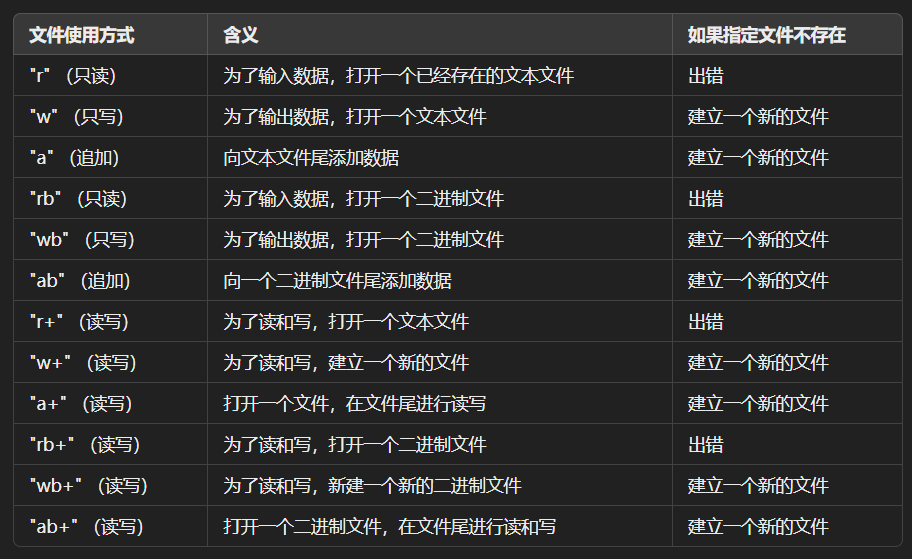 文件使用方式 含义 如果指定文件不存在
"r" （只读） 为了输入数据，打开一个已经存在的文本文件 出错
"w" （只写） 为了输出数据，打开一个文本文件 建立一个新的文件
"a" （追加） 向文本文件尾添加数据 建立一个新的文件
"rb" （只读） 为了输入数据，打开一个二进制文件 出错
"wb" （只写） 为了输出数据，打开一个二进制文件 建立一个新的文件
"ab" （追加） 向一个二进制文件尾添加数据 建立一个新的文件
"r+" （读写） 为了读和写，打开一个文本文件 出错
"w+" （读写） 为了读和写，建立一个新的文件 建立一个新的文件
"a+" （读写） 打开一个文件，在文件尾进行读写 建立一个新的文件
"rb+" （读写） 为了读和写，打开一个二进制文件 出错
"wb+" （读写） 为了读和写，新建一个新的二进制文件 建立一个新的文件
"ab+" （读写） 打开一个二进制文件，在文件尾进行读和写 建立一个新的文件